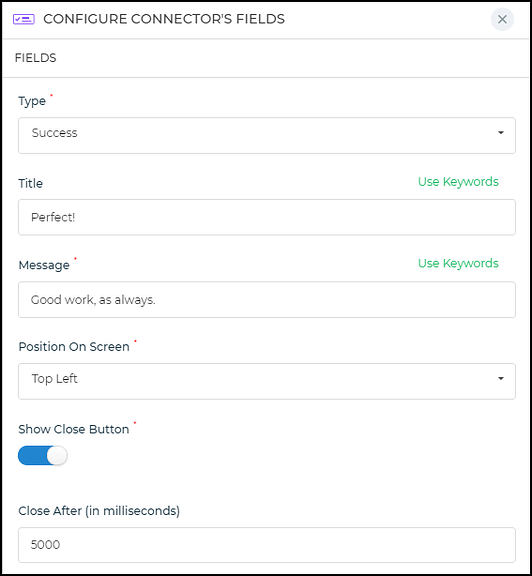 CONFIGURE CONNECTOR'S FIELDS
FIELDS
Type *
Success
Title
Use Keywords
Perfect!
Message *
Use Keywords
Good work, as always.
Position On Screen *
Top Left
Show Close Button *
Close After (in milliseconds)
5000